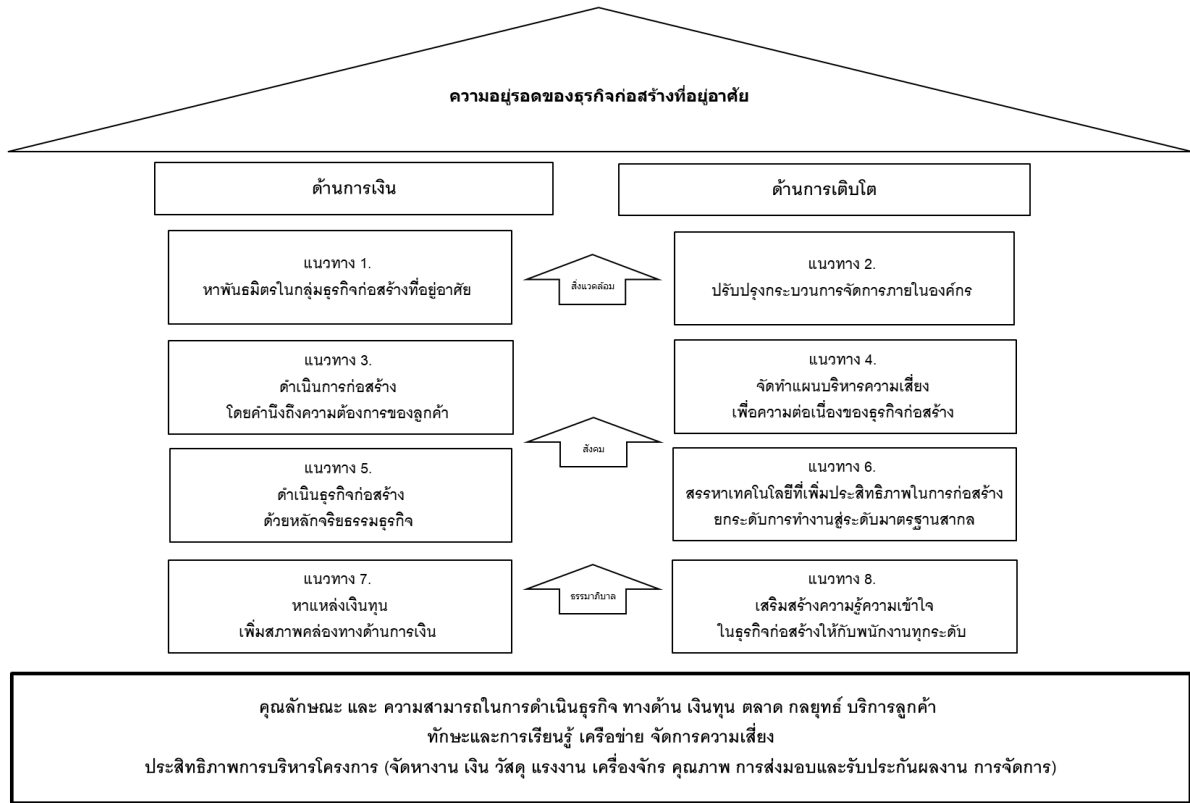 ความอยู่รอดของธุรกิจก่อสร้างที่อยู่อาศัย
ด้านการเงิน
ด้านการเติบโต
แนวทาง 1.
หาพันธมิตรในกลุ่มธุรกิจก่อสร้างที่อยู่อาศัย
สิ่งแวดล้อม
แนวทาง 2.
ปรับปรุงกระบวนการจัดการภายในองค์กร
แนวทาง 3.
ดำเนินการก่อสร้าง
โดยคำนึงถึงความต้องการของลูกค้า
แนวทาง 4.
จัดทำแผนบริหารความเสี่ยง
เพื่อความต่อเนื่องของธุรกิจก่อสร้าง
สังคม
แนวทาง 5.
ดำเนินธุรกิจก่อสร้าง
ด้วยหลักจริยธรรมธุรกิจ
แนวทาง 6.
สรรหาเทคโนโลยีที่เพิ่มประสิทธิภาพในการก่อสร้าง
ยกระดับการทำงานสู่ระดับมาตรฐานสากล
แนวทาง 7.
หาแหล่งเงินทุน
เพิ่มสภาพคล่องทางด้านการเงิน
ธรรมาภิบาล
แนวทาง 8.
เสริมสร้างความรู้ความเข้าใจ
ในธุรกิจก่อสร้างให้กับพนักงานทุกระดับ
คุณลักษณะ และ ความสามารถในการดำเนินธุรกิจ ทางด้าน เงินทุน ตลาด กลยุทธ์ บริการลูกค้า
ทักษะและการเรียนรู้ เครือข่าย จัดการความเสี่ยง
ประสิทธิภาพการบริหารโครงการ (จัดหางาน เงิน วัสดุ แรงงาน เครื่องจักร คุณภาพ การส่งมอบและรับประกันผลงาน การจัดการ)